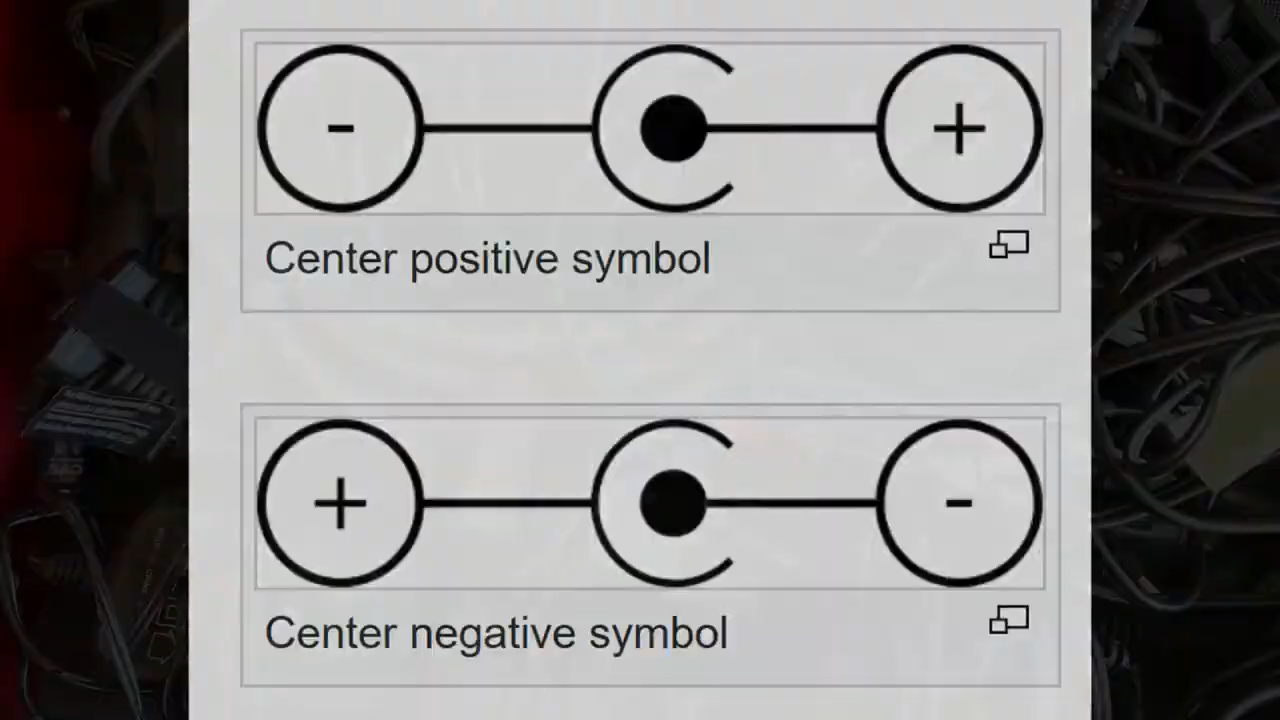 - +
Center positive symbol
+ -
Center negative symbol